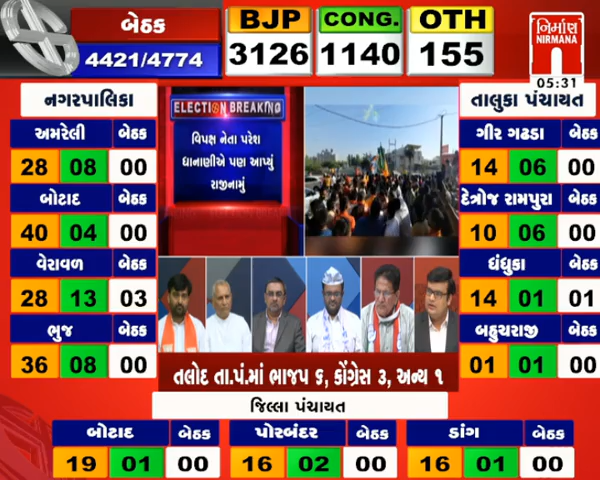 બેઠક
4421/4774
BJP
3126
CONG.
1140
OTH
155
નિર્માણ
NIRMANA
05:31
નગરપાલિકા
અમરેલી બેઠક
28 08 00
બોટાદ બેઠક
40 04 00
વેરાવળ બેઠક
28 13 03
ભુજ બેઠક
36 08 00
ELECTION BREAKING
વિપક્ષ નેતા પરેશ
ધાનાણીએ પણ આપ્યું
રાજીનામું
તાલુકા પંચાયત
ગીર ગઢડા બેઠક
14 06 00
દેત્રોજ રામપુરા બેઠક
10 06 00
ધંધુકા બેઠક
14 01 01
બહુચરાજી બેઠક
01 01 00
તલોદ તા.પં.માં ભાજપ ૬, કોંગ્રેસ ૩, અન્ય ૧
જિલ્લા પંચાયત
બોટાદ બેઠક
19 01 00
પોરબંદર બેઠક
16 02 00
ડાંગ બેઠક
16 01 00